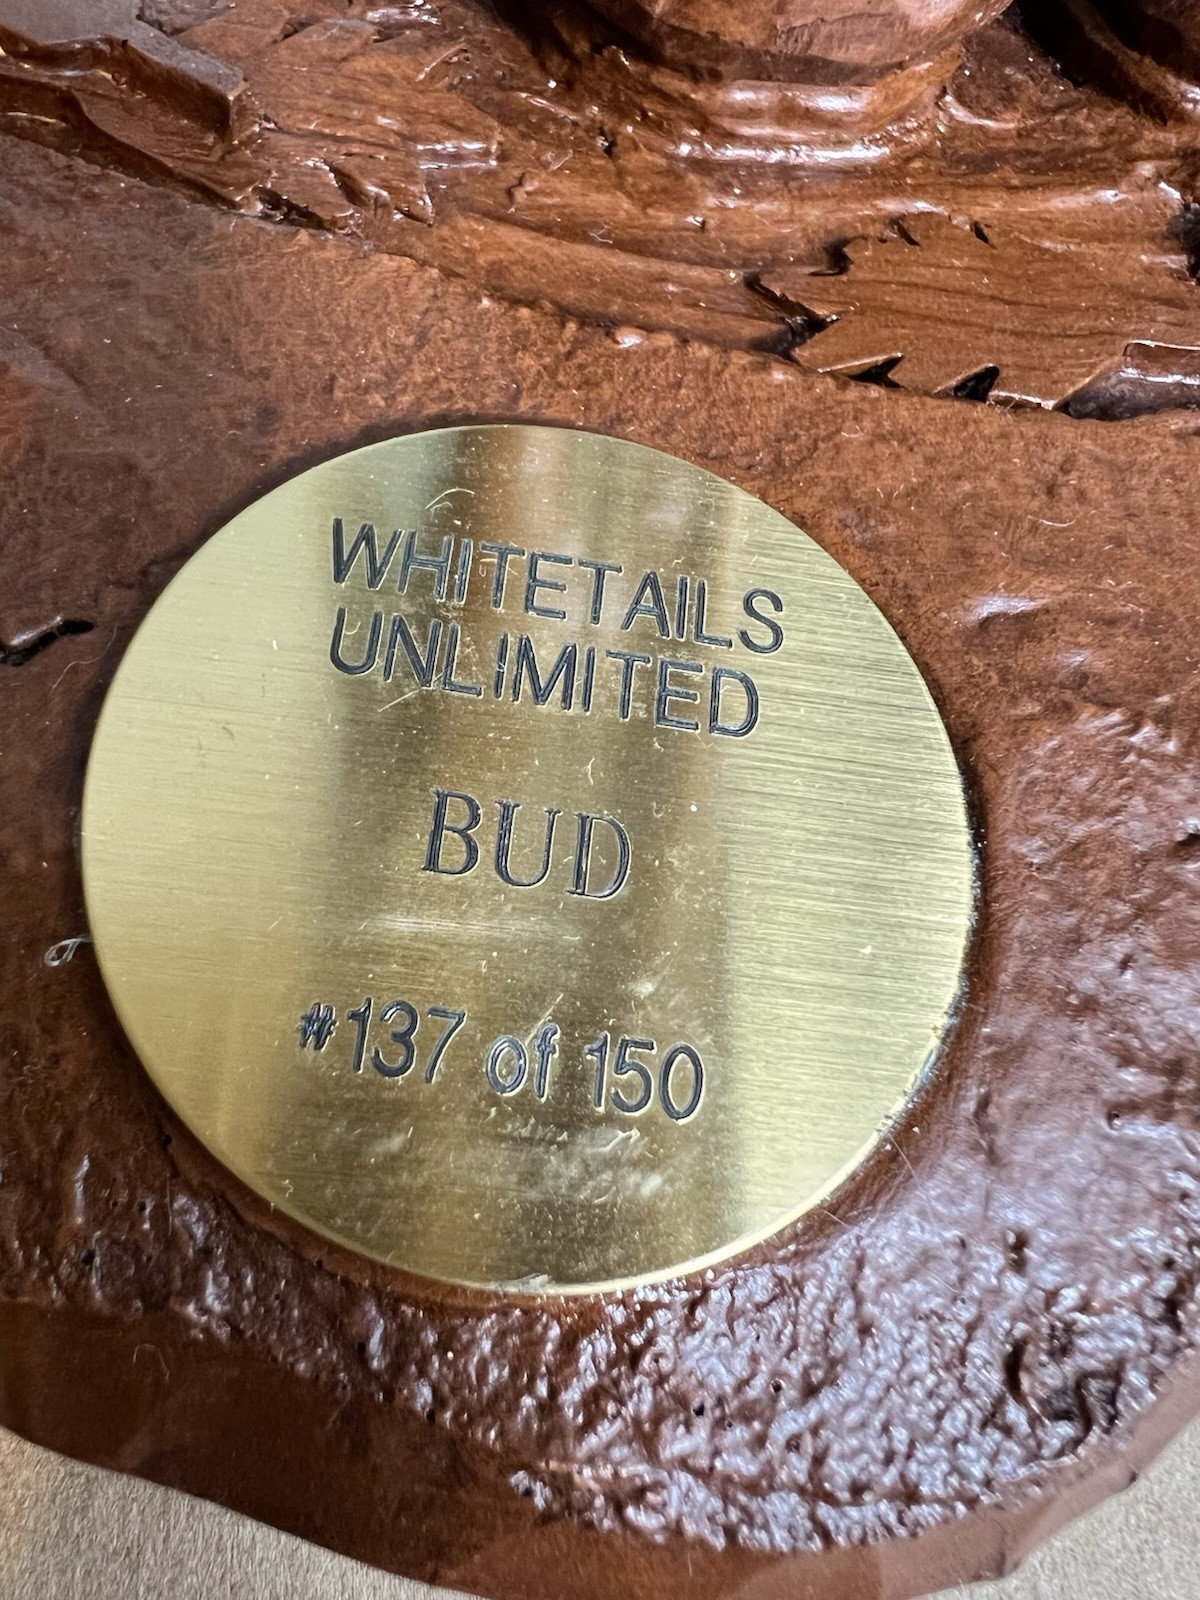 WHITETAILS
UNLIMITED
BUD
#137 of 150